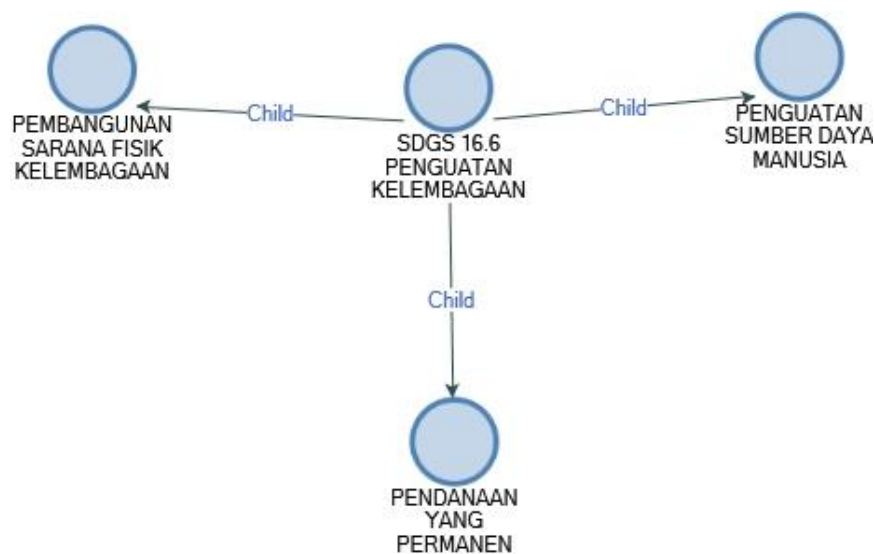 PEMBANGUNAN
SARANA FISIK
KELEMBAGAAN
Child
SDGS 16.6
PENGUATAN
KELEMBAGAAN
Child
PENGUATAN
SUMBER DAYA
MANUSIA
Child
PENDANAAN
YANG
PERMANEN